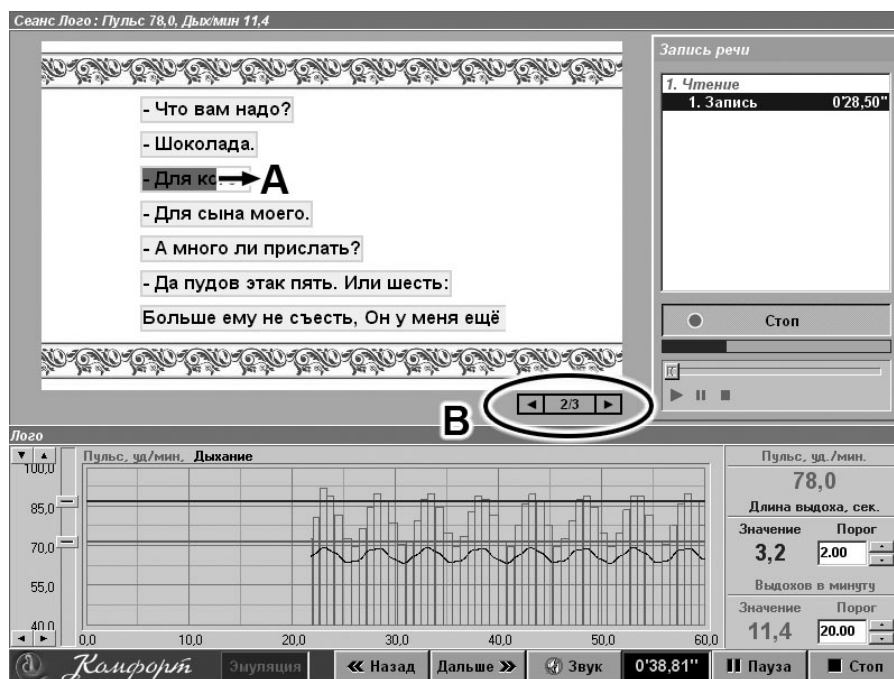 Сеанс Лого: Пульс 78,0, Дых/мин 11,4
- Что вам надо?
- Шоколада.
- Для ко
A
- Для сына моего.
- А много ли прислать?
- Да пудов этак пять. Или шесть:
Больше ему не съесть, Он у меня ещё
B
2/3
Запись речи
1. Чтение
1. Запись 0'28,50"
Стоп
Лого
Пульс, уд/мин, Дыхание
100,0
85,0
70,0
55,0
40,0
0,0 10,0 20,0 30,0 40,0 50,0 60,0
Пульс, уд./мин.
78,0
Длина выдоха, сек.
Значение Порог
3,2 2.00
Выдохов в минуту
Значение Порог
11,4 20.00
Комфорт Эмуляция Назад Дальше Звук 0'38,81" Пауза Стоп